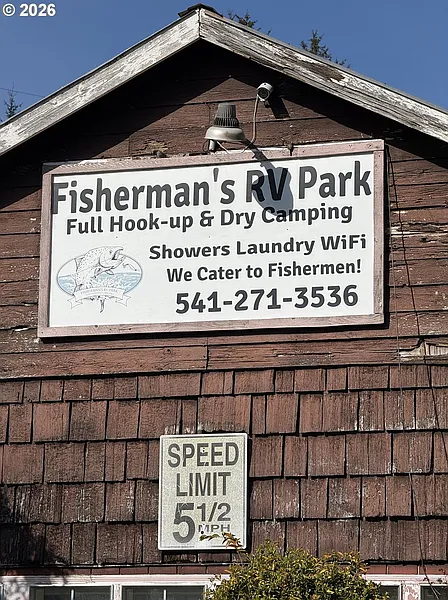 © 2026
Fisherman's RV Park
Full Hook-up & Dry Camping
Showers Laundry WiFi
We Cater to Fishermen!
541-271-3536
SPEED
LIMIT
5 1/2
MPH